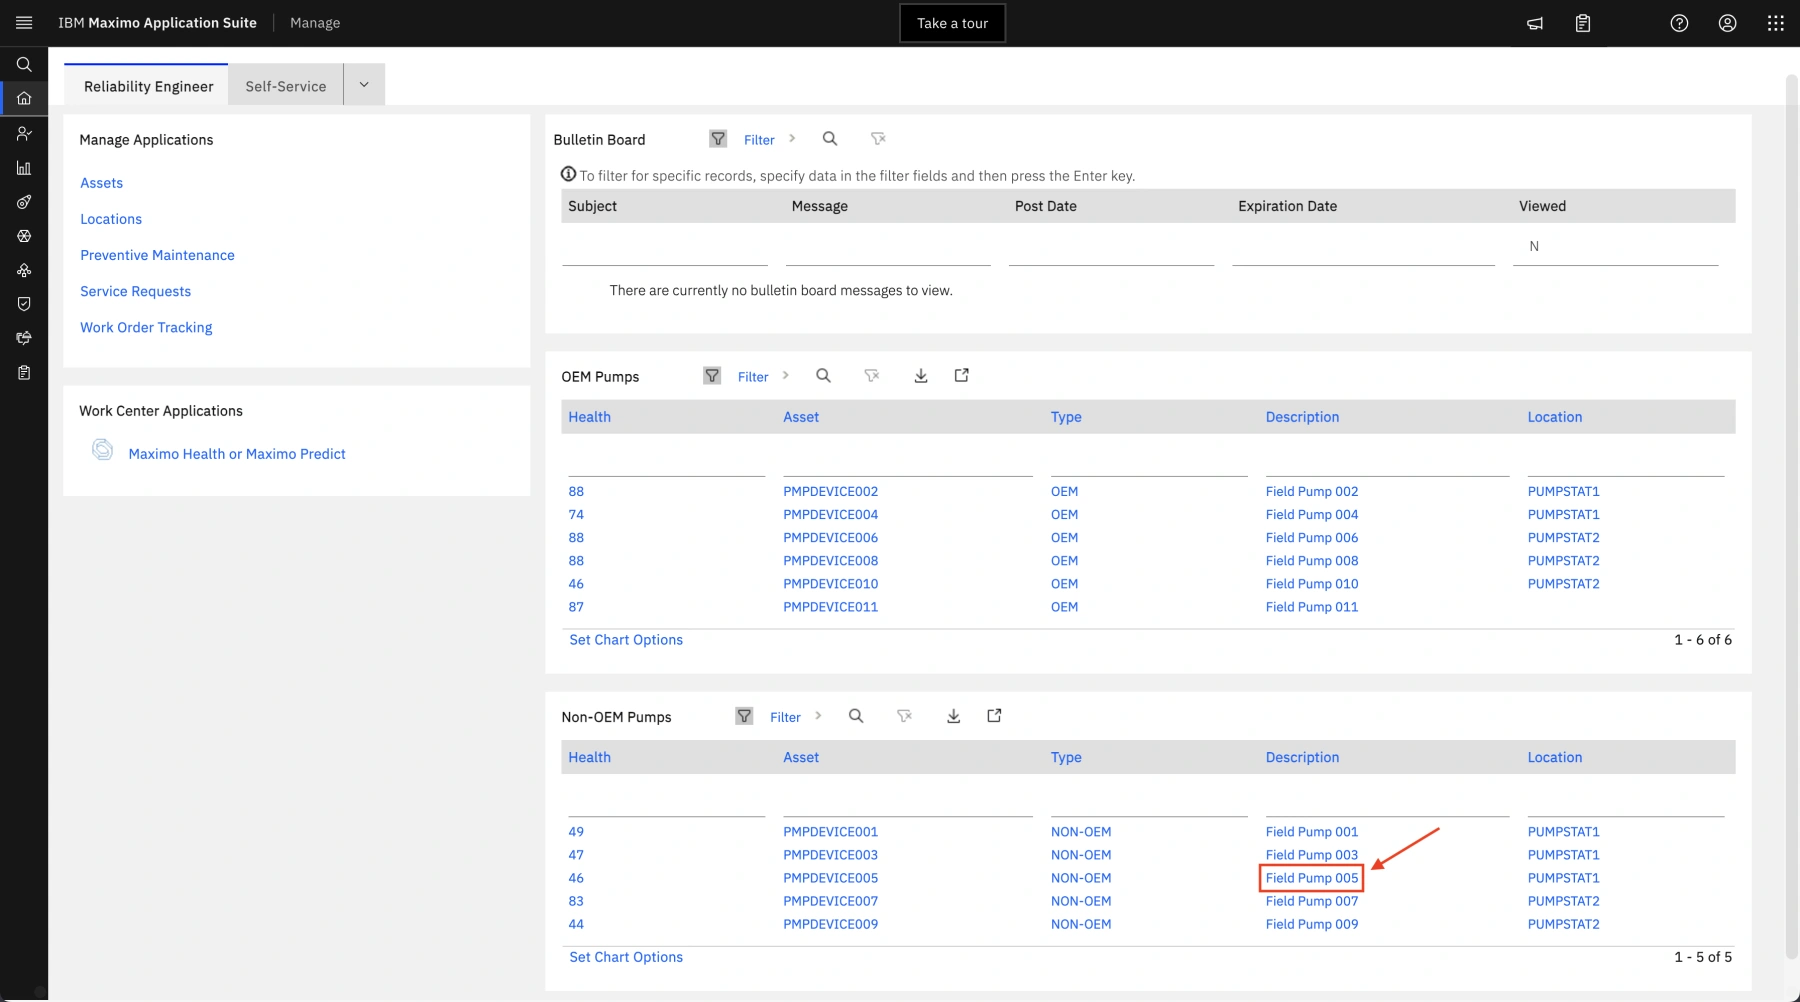 IBM Maximo Application Suite Manage Take a tour
Reliability Engineer Self-Service
Manage Applications
Assets
Locations
Preventive Maintenance
Service Requests
Work Order Tracking
Work Center Applications
Maximo Health or Maximo Predict
Bulletin Board Filter
To filter for specific records, specify data in the filter fields and then press the Enter key.
Subject Message Post Date Expiration Date Viewed
N
There are currently no bulletin board messages to view.
OEM Pumps Filter
Health Asset Type Description Location
88 PMPDEVICE002 OEM Field Pump 002 PUMPSTAT1
74 PMPDEVICE004 OEM Field Pump 004 PUMPSTAT1
88 PMPDEVICE006 OEM Field Pump 006 PUMPSTAT2
88 PMPDEVICE008 OEM Field Pump 008 PUMPSTAT2
46 PMPDEVICE010 OEM Field Pump 010 PUMPSTAT2
87 PMPDEVICE011 OEM Field Pump 011
Set Chart Options 1 - 6 of 6
Non-OEM Pumps Filter
Health Asset Type Description Location
49 PMPDEVICE001 NON-OEM Field Pump 001 PUMPSTAT1
47 PMPDEVICE003 NON-OEM Field Pump 003 PUMPSTAT1
46 PMPDEVICE005 NON-OEM Field Pump 005 PUMPSTAT1
83 PMPDEVICE007 NON-OEM Field Pump 007 PUMPSTAT2
44 PMPDEVICE009 NON-OEM Field Pump 009 PUMPSTAT2
Set Chart Options 1 - 5 of 5